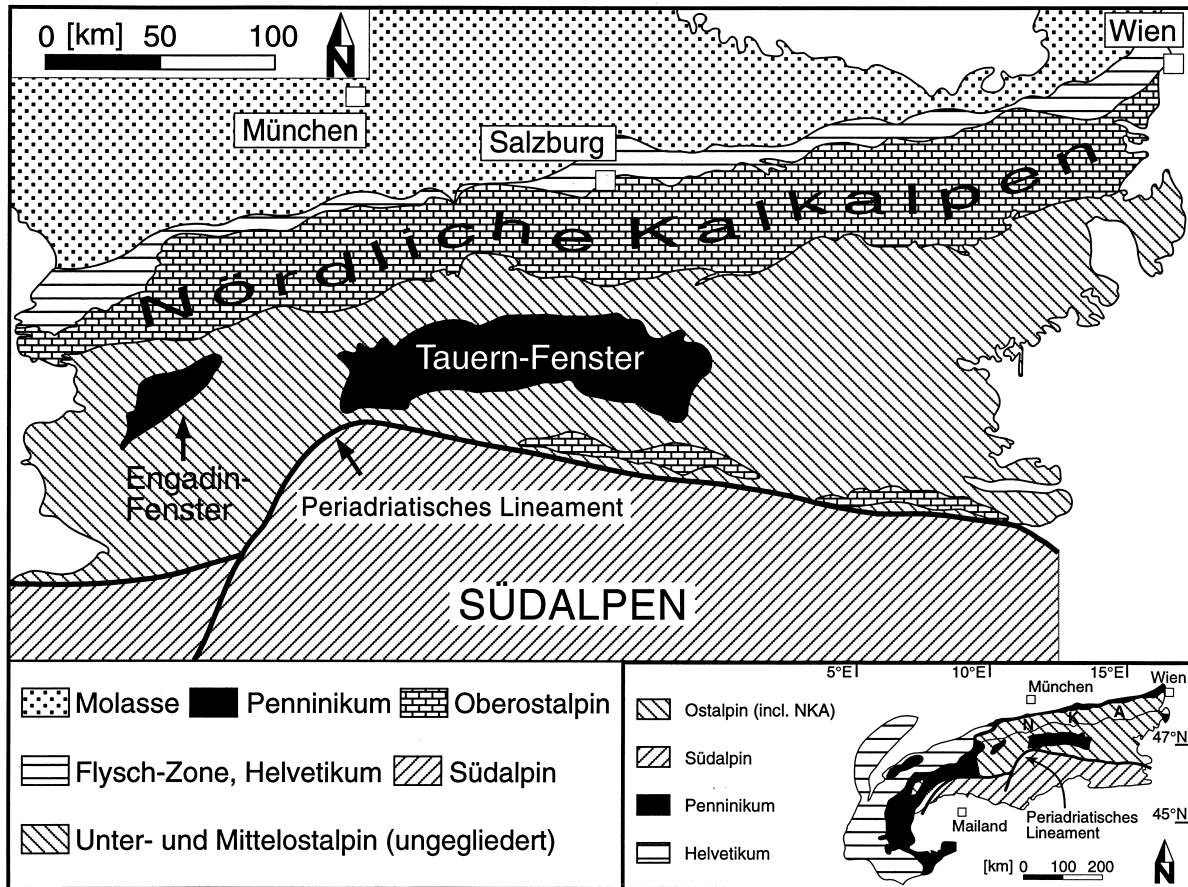 0 [km] 50 100
N
Wien
München
Salzburg
Nördliche Kalkalpen
Tauern-Fenster
Engadin-
Fenster
Periadriatisches Lineament
SÜDALPEN
Molasse
Penninikum
Oberostalpin
Flysch-Zone, Helvetikum
Südalpin
Unter- und Mittelostalpin (ungegliedert)
5°E
10°E
15°E
Wien
München
N K A
47°N
45°N
Mailand
Periadriatisches
Lineament
[km] 0 100 200
N
Ostalpin (incl. NKA)
Südalpin
Penninikum
Helvetikum